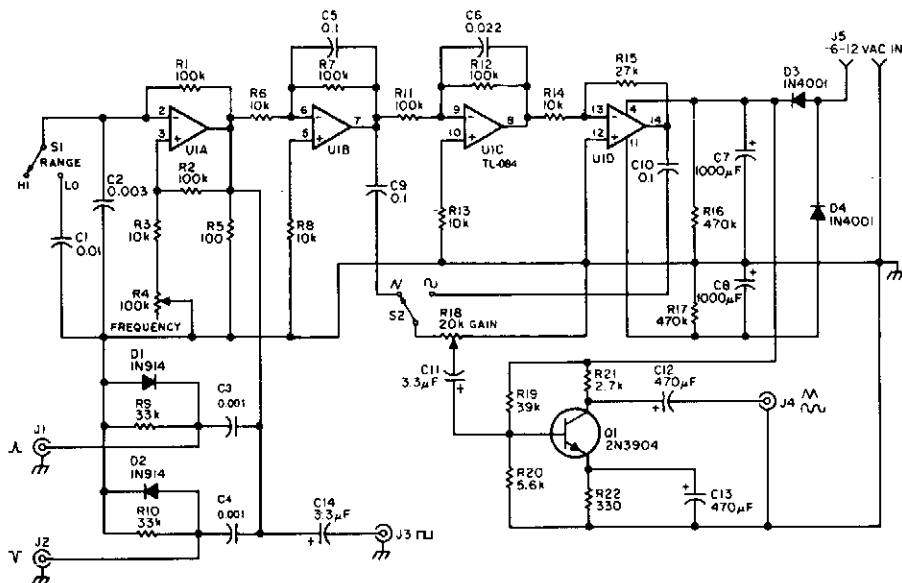 C5
0.1
R7
100k
C6
0.022
R12
100k
R15
27k
J5
-6-12 VAC IN
D3
1N4001
R1
100k
R6
10k
R11
100k
R14
10k
2
3
U1A
6
5
7
U1B
9
10
8
U1C
TL-084
13
12
4
11
14
U1D
S1
RANGE
HI
LO
C2
0.003
R2
100k
R3
10k
R5
100
R8
10k
C9
0.1
R13
10k
C10
0.1
R16
470k
C7
1000µF
D4
1N4001
C1
0.01
R4
100k
FREQUENCY
S2
R18
20k GAIN
R17
470k
C8
1000µF
D1
1N914
R9
33k
C3
0.001
J1
C11
3.3µF
R19
39k
R21
2.7k
C12
470µF
J4
Q1
2N3904
D2
1N914
R10
33k
C4
0.001
C14
3.3µF
J3
J2
R20
5.6k
R22
330
C13
470µF